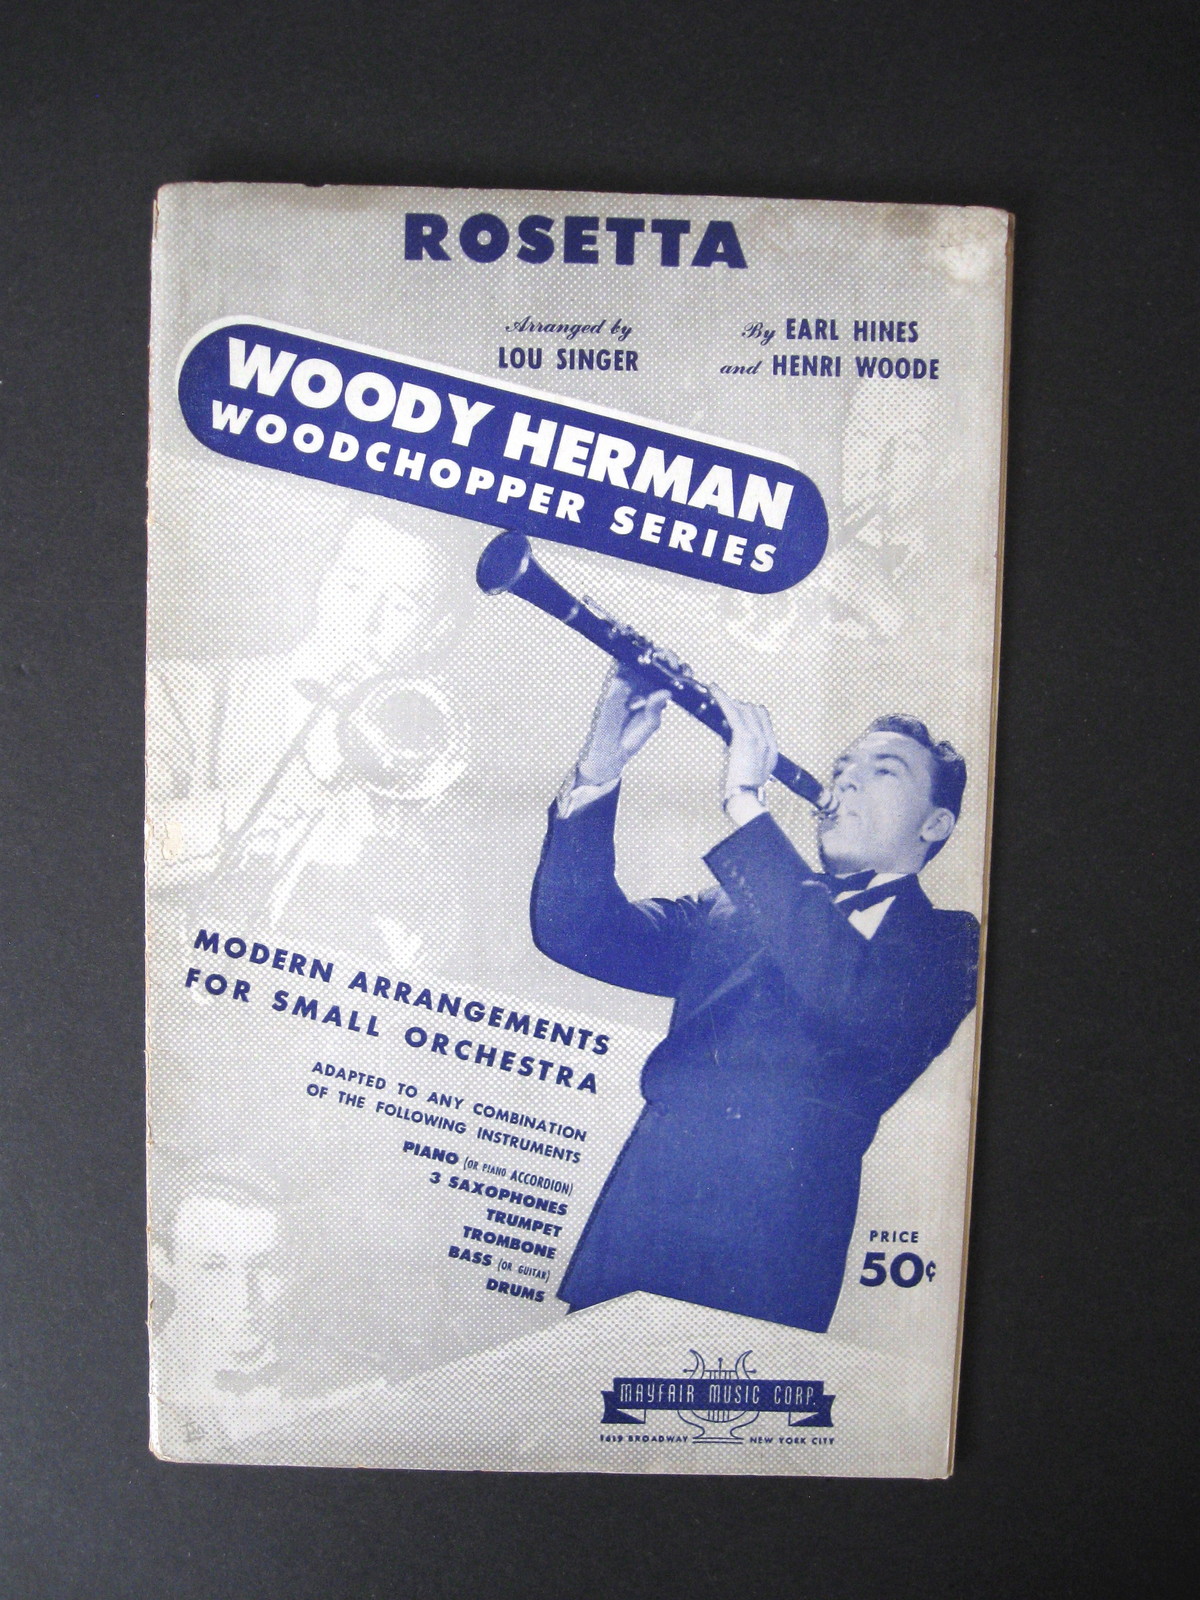 ROSETTA
Arranged by
LOU SINGER
By EARL HINES
and HENRI WOODE
WOODY HERMAN
WOODCHOPPER SERIES
MODERN ARRANGEMENTS
FOR SMALL ORCHESTRA
ADAPTED TO ANY COMBINATION
OF THE FOLLOWING INSTRUMENTS
PIANO (OR PIANO ACCORDION)
3 SAXOPHONES
TRUMPET
TROMBONE
BASS (OR GUITAR)
DRUMS
PRICE
50¢
MAYFAIR MUSIC CORP.
1619 BROADWAY NEW YORK CITY